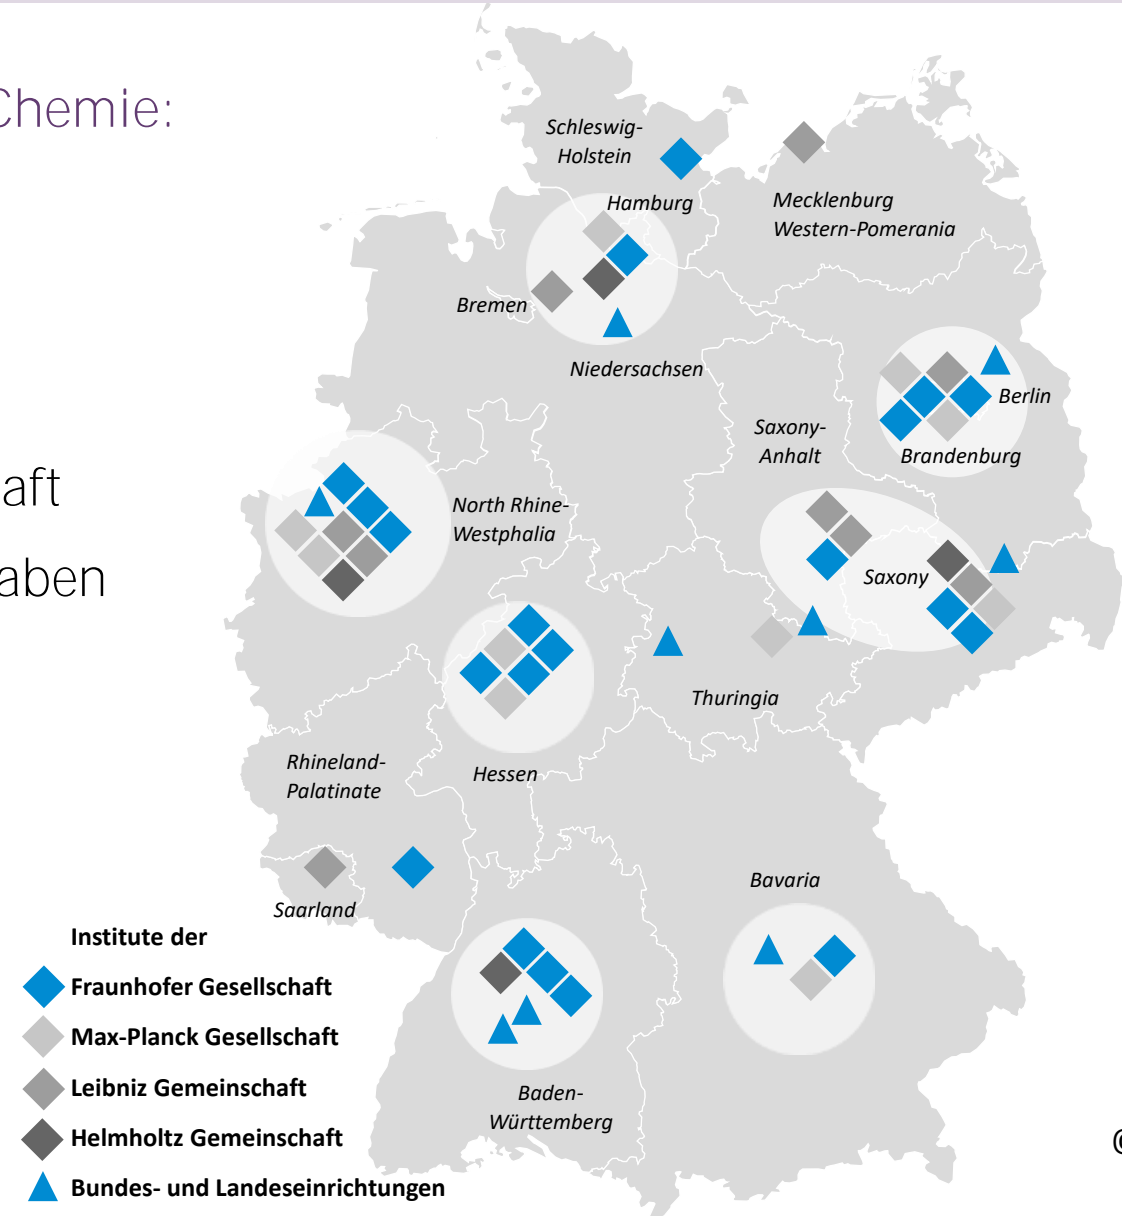 Chemie:
aft
aben
Schleswig-
Holstein
Hamburg
Mecklenburg
Western-Pomerania
Bremen
Niedersachsen
Berlin
Brandenburg
Saxony-
Anhalt
North Rhine-
Westphalia
Saxony
Thuringia
Rhineland-
Palatinate
Hessen
Saarland
Bavaria
Baden-
Württemberg
Institute der
Fraunhofer Gesellschaft
Max-Planck Gesellschaft
Leibniz Gemeinschaft
Helmholtz Gemeinschaft
Bundes- und Landeseinrichtungen
©